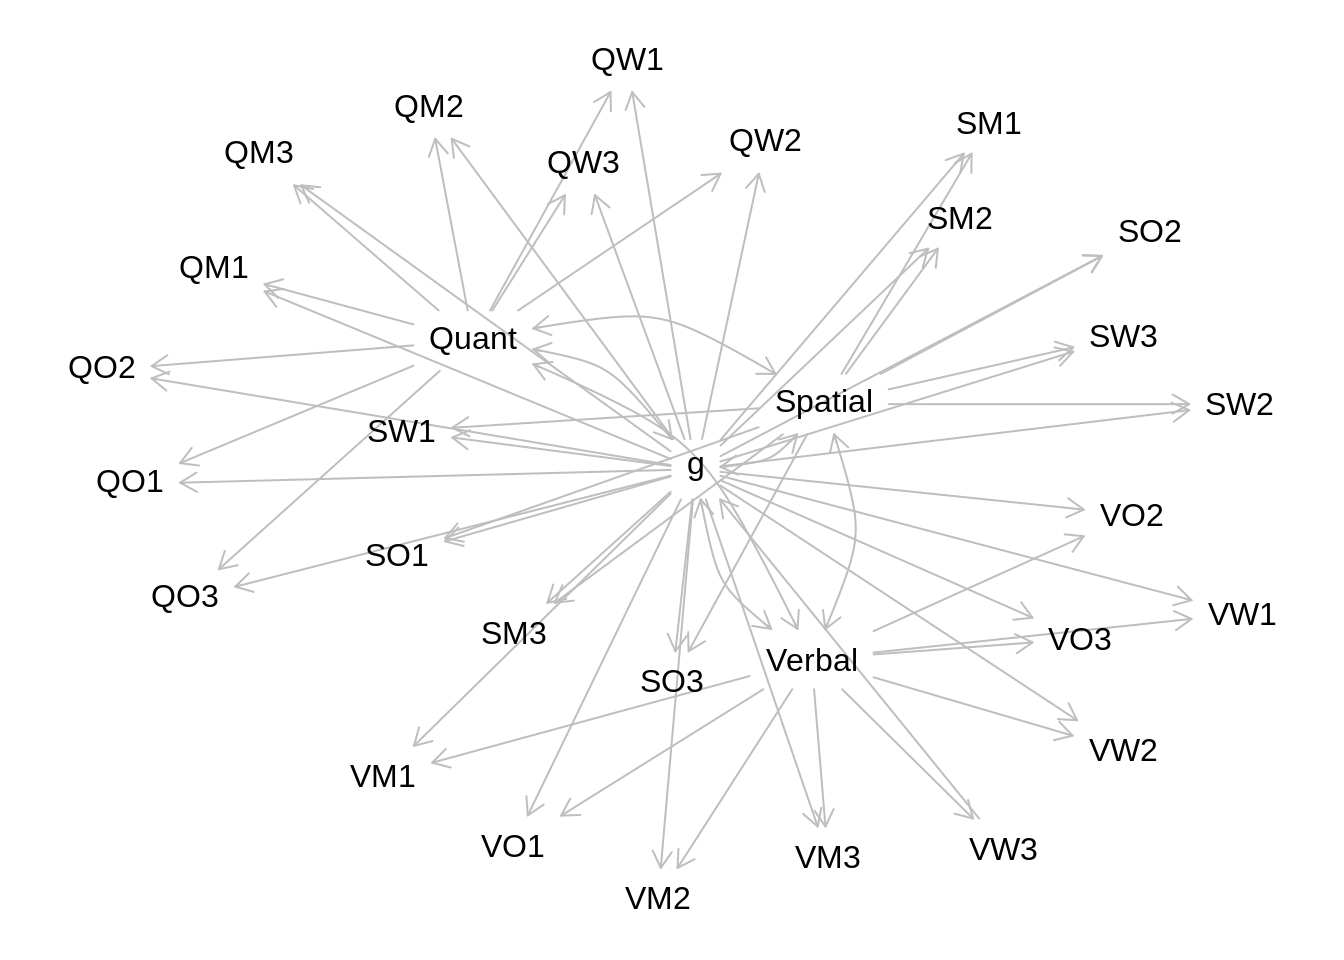 QW1
QM2
SM1
QW2
QM3
QW3
SM2
SO2
QM1
SW3
Quant
QO2
Spatial
SW2
SW1
g
QO1
VO2
SO1
QO3
VW1
SM3
VO3
Verbal
SO3
VW2
VM1
VO1
VW3
VM3
VM2